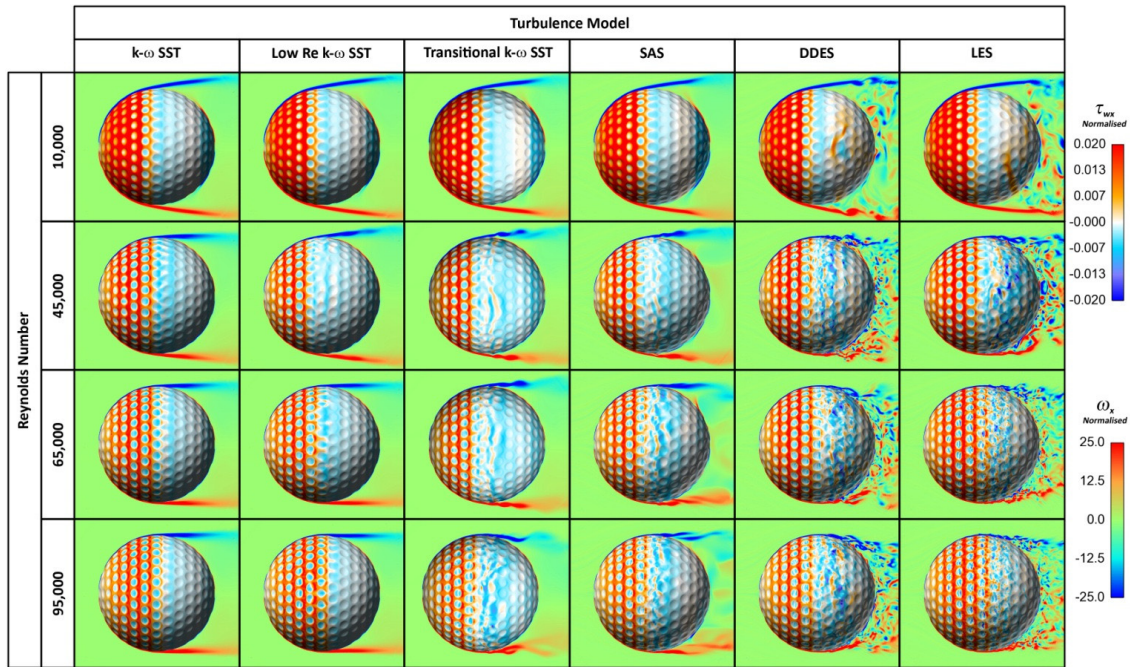 Turbulence Model
k-ω SST
Low Re k-ω SST
Transitional k-ω SST
SAS
DDES
LES
Reynolds Number
10,000
45,000
65,000
95,000
τwx
Normalised
0.020
0.013
0.007
-0.000
-0.007
-0.013
-0.020
ωx
Normalised
25.0
12.5
0.0
-12.5
-25.0